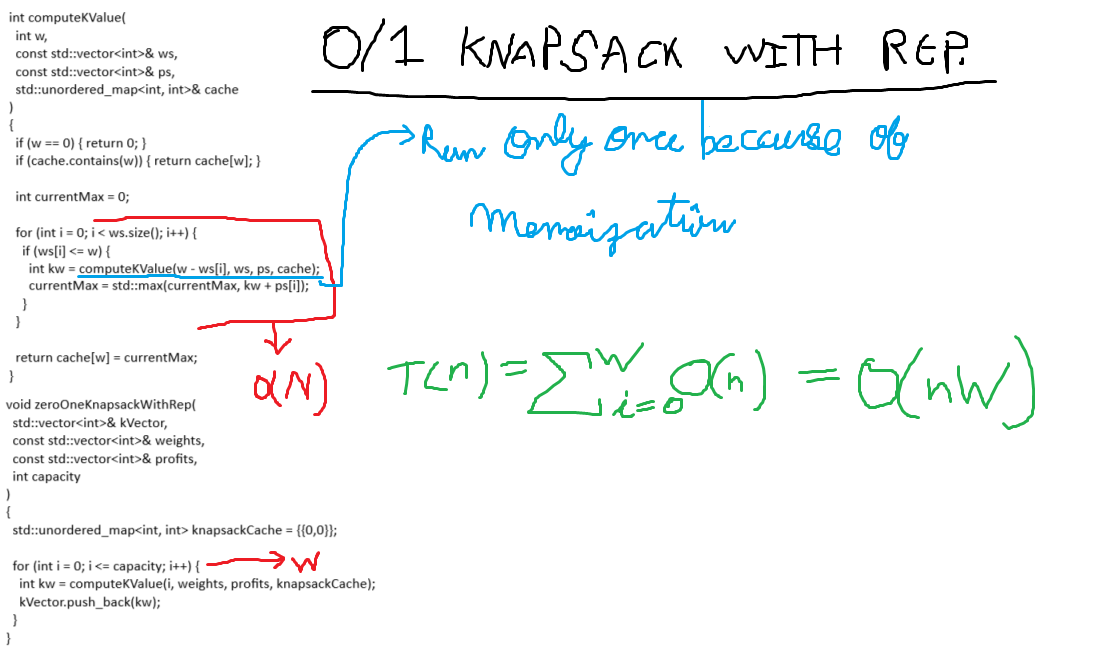 int computeKValue(
int w,
const std::vector<int>& ws,
const std::vector<int>& ps,
std::unordered_map<int, int>& cache
)
{
if (w == 0) { return 0; }
if (cache.contains(w)) { return cache[w]; }
int currentMax = 0;
for (int i = 0; i < ws.size(); i++) {
if (ws[i] <= w) {
int kw = computeKValue(w - ws[i], ws, ps, cache);
currentMax = std::max(currentMax, kw + ps[i]);
}
}
return cache[w] = currentMax;
}
void zeroOneKnapsackWithRep(
std::vector<int>& kVector,
const std::vector<int>& weights,
const std::vector<int>& profits,
int capacity
)
{
std::unordered_map<int, int> knapsackCache = {{0,0}};
for (int i = 0; i <= capacity; i++) {
int kw = computeKValue(i, weights, profits, knapsackCache);
kVector.push_back(kw);
}
}
O(N)
W
0/1 KNAPSACK WITH REP.
Run only once because of
Memoization
T(n) = ∑ᵂᵢ₌₀ O(n) = O(nW)